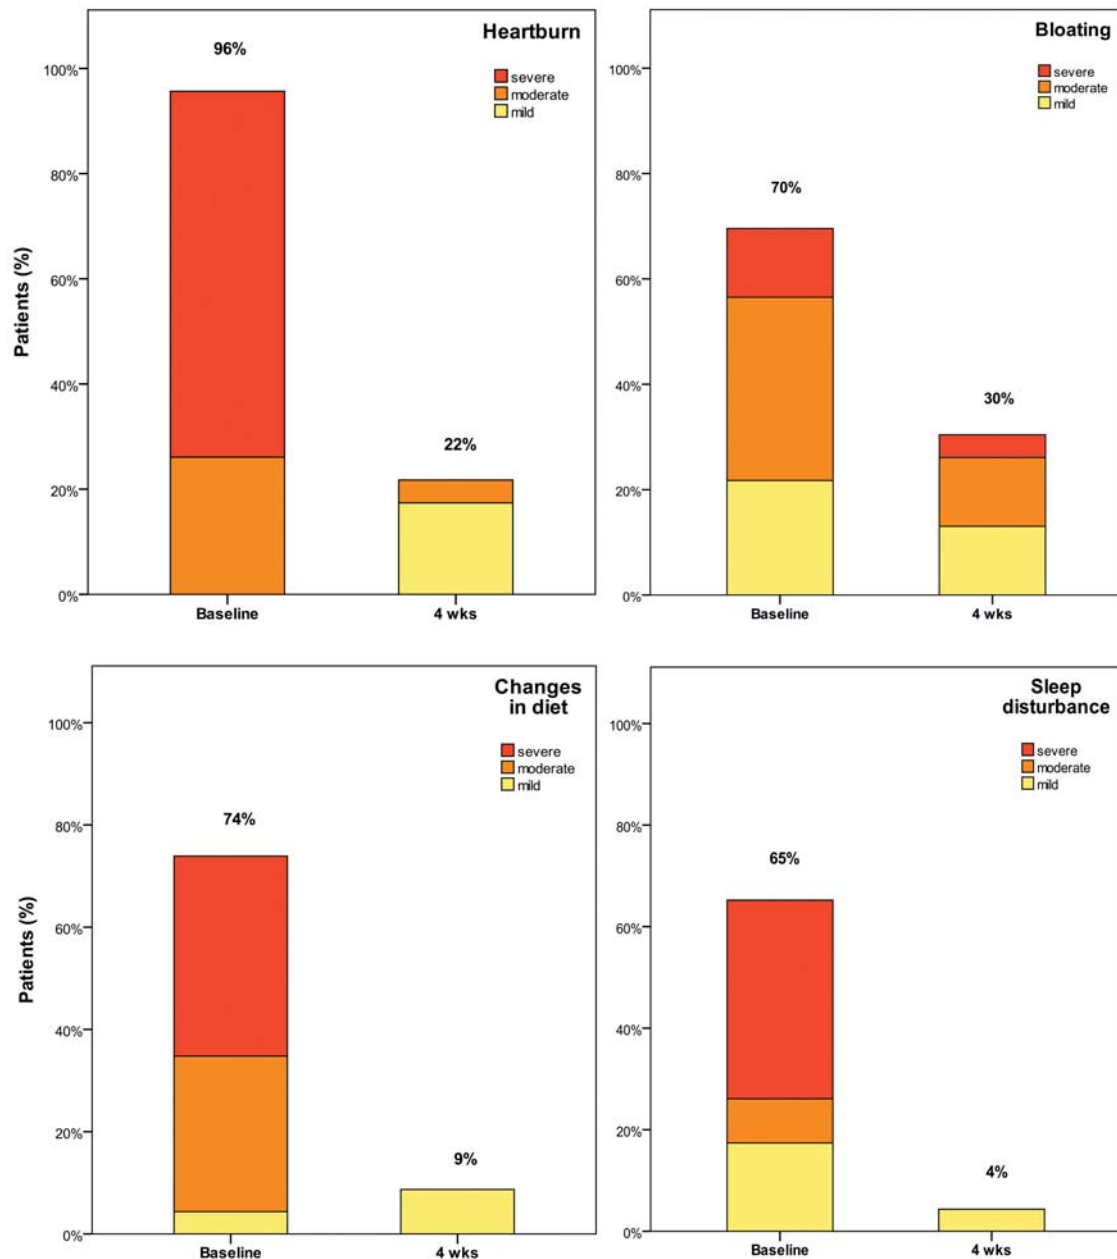 Heartburn
severe
moderate
mild
Patients (%)
100%
80%
60%
40%
20%
0%
96%
22%
Baseline
4 wks
Bloating
severe
moderate
mild
100%
80%
60%
40%
20%
0%
70%
30%
Baseline
4 wks
Changes
in diet
severe
moderate
mild
Patients (%)
100%
80%
60%
40%
20%
0%
74%
9%
Baseline
4 wks
Sleep
disturbance
severe
moderate
mild
100%
80%
60%
40%
20%
0%
65%
4%
Baseline
4 wks